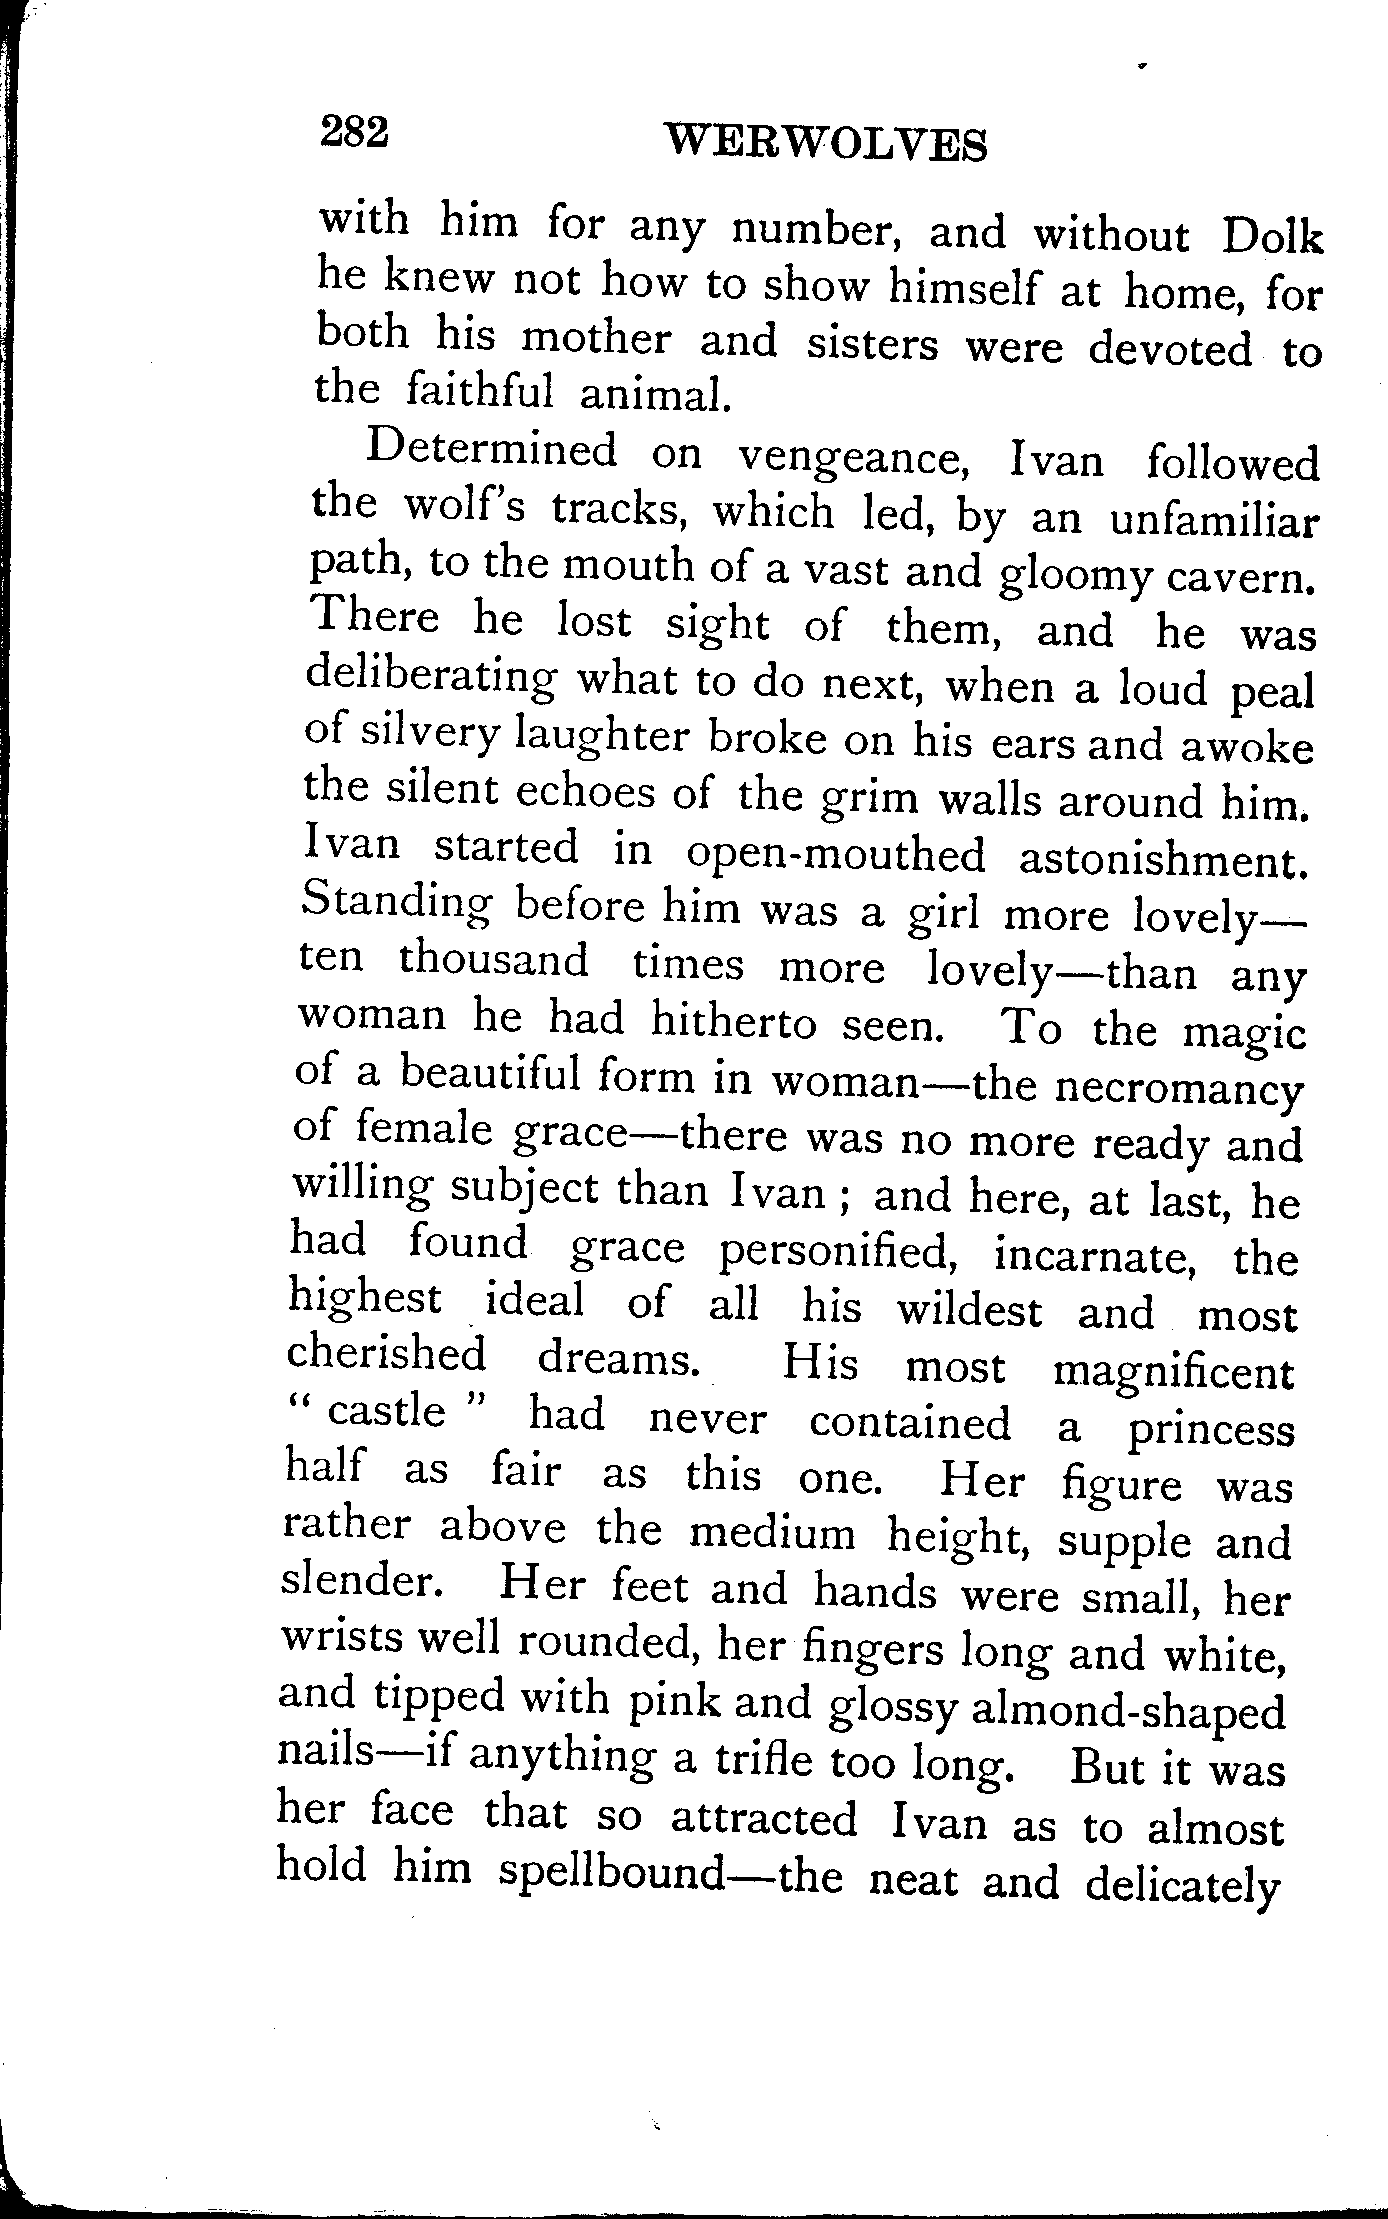 282 WERWOLVES
with him for any number, and without Dolk
he knew not how to show himself at home, for
both his mother and sisters were devoted to
the faithful animal.
Determined on vengeance, Ivan followed
the wolf's tracks, which led, by an unfamiliar
path, to the mouth of a vast and gloomy cavern.
There he lost sight of them, and he was
deliberating what to do next, when a loud peal
of silvery laughter broke on his ears and awoke
the silent echoes of the grim walls around him.
Ivan started in open-mouthed astonishment.
Standing before him was a girl more lovely—
ten thousand times more lovely—than any
woman he had hitherto seen. To the magic
of a beautiful form in woman—the necromancy
of female grace—there was no more ready and
willing subject than Ivan ; and here, at last, he
had found grace personified, incarnate, the
highest ideal of all his wildest and most
cherished dreams. His most magnificent
“ castle ” had never contained a princess
half as fair as this one. Her figure was
rather above the medium height, supple and
slender. Her feet and hands were small, her
wrists well rounded, her fingers long and white,
and tipped with pink and glossy almond-shaped
nails—if anything a trifle too long. But it was
her face that so attracted Ivan as to almost
hold him spellbound—the neat and delicately